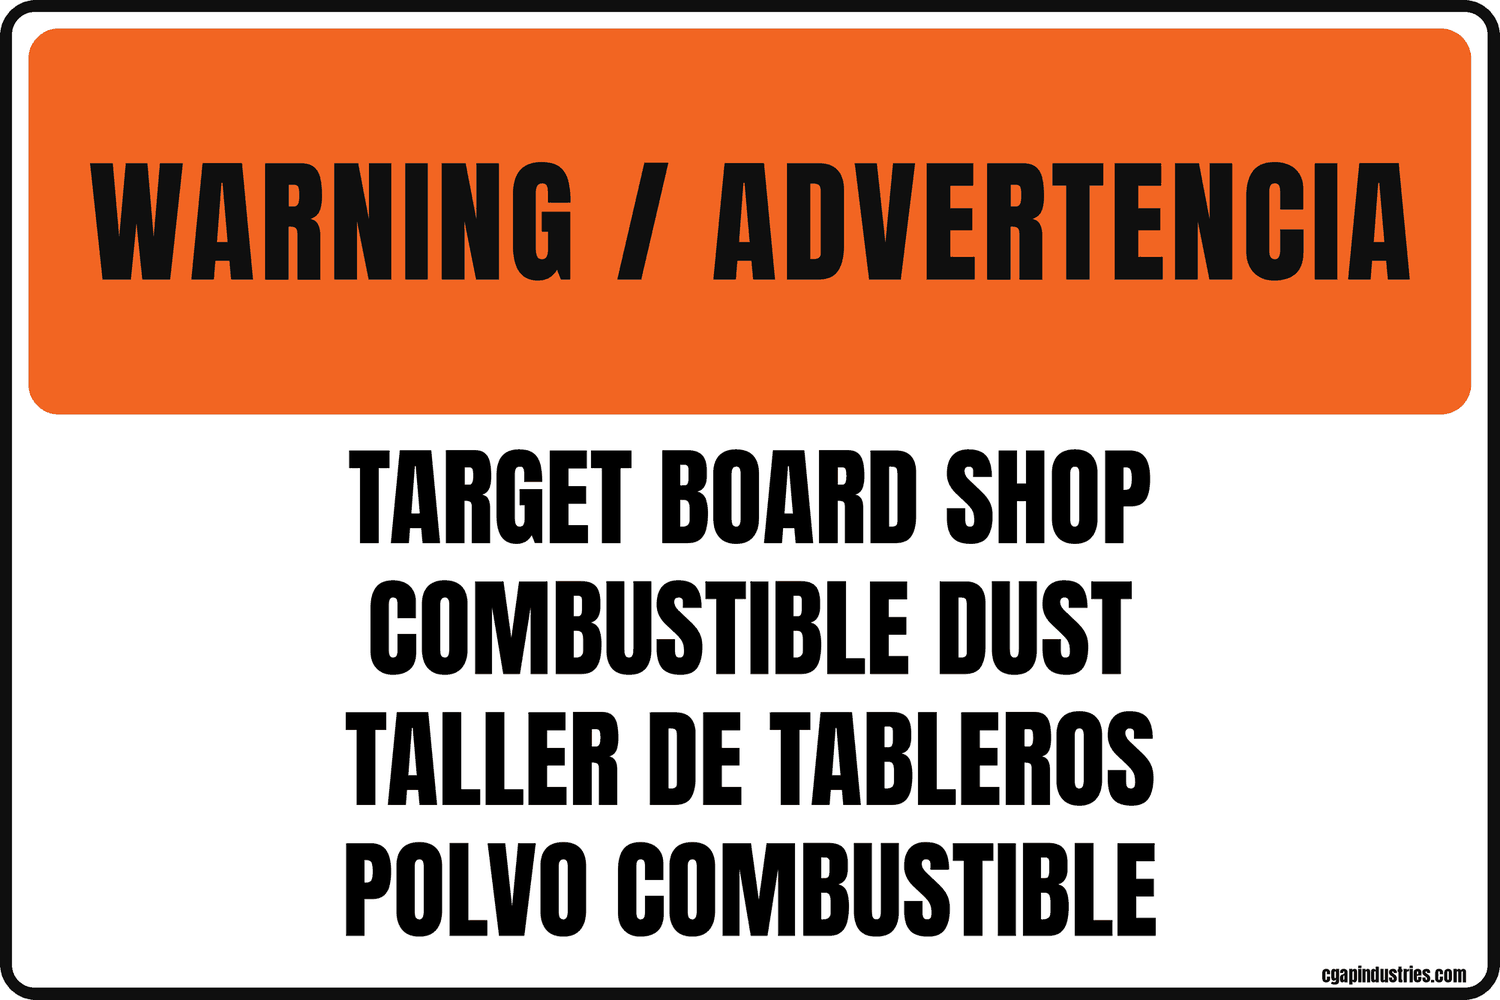 WARNING / ADVERTENCIA
TARGET BOARD SHOP
COMBUSTIBLE DUST
TALLER DE TABLEROS
POLVO COMBUSTIBLE
cgapindustries.com